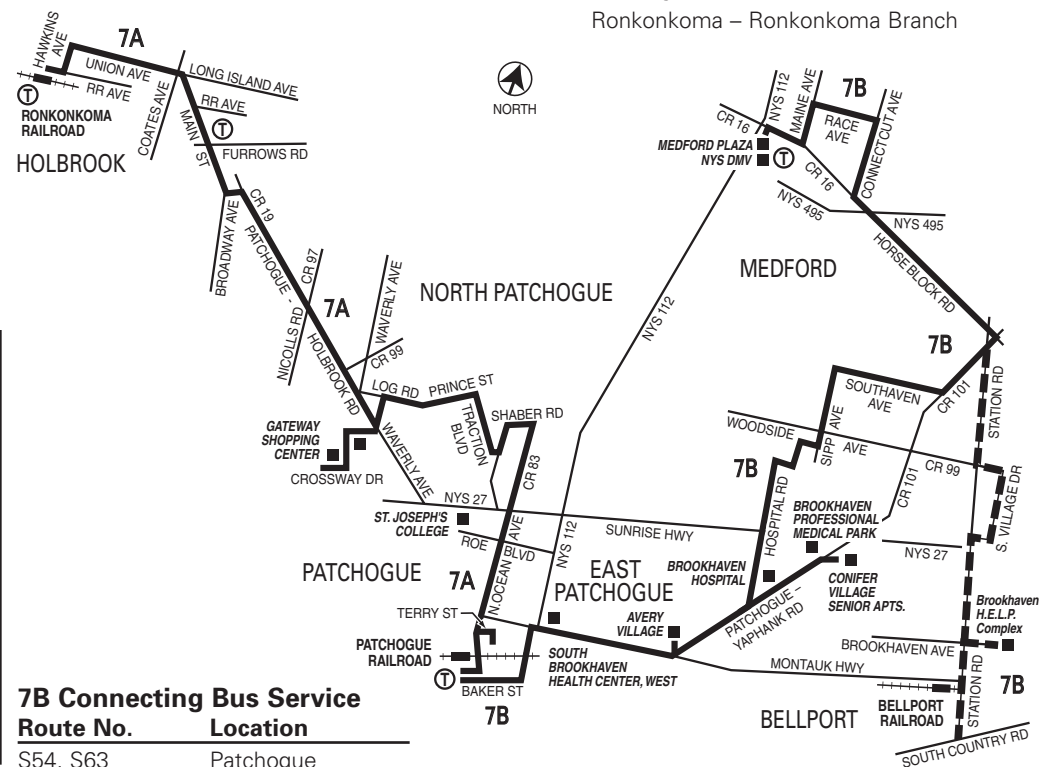 Ronkonkoma – Ronkonkoma Branch
HAWKINS
AVE
7A
UNION AVE
RR AVE
T
RONKONKOMA
RAILROAD
HOLBROOK
COATES AVE
LONG ISLAND AVE
RR AVE
T
MAIN ST
FURROWS RD
BROADWAY AVE
CR 19
PATCHOGUE -
HOLBROOK RD
NICOLLS RD
CR 97
7A
WAVERLY AVE
CR 99
NORTH
NORTH PATCHOGUE
LOG RD
PRINCE ST
TRACTION
BLVD
SHABER RD
GATEWAY
SHOPPING
CENTER
CROSSWAY DR
WAVERLY AVE
CR 83
NYS 27
ST. JOSEPH'S
COLLEGE
ROE
BLVD
N.OCEAN AVE
NYS 112
SUNRISE HWY
PATCHOGUE
7A
TERRY ST
PATCHOGUE
RAILROAD
T
BAKER ST
7B
EAST
PATCHOGUE
SOUTH
BROOKHAVEN
HEALTH CENTER, WEST
AVERY
VILLAGE
NYS 112
CR 16
NYS 112
MAINE AVE
7B
RACE
AVE
CONNECTCUT AVE
MEDFORD PLAZA
NYS DMV
T
CR 16
NYS 495
NYS 495
MEDFORD
HORSE BLOCK RD
7B
SOUTHAVEN
AVE
CR 101
STATION RD
WOODSIDE
AVE
SIPP AVE
CR 99
7B
HOSPITAL RD
CR 101
S. VILLAGE DR
BROOKHAVEN
PROFESSIONAL
MEDICAL PARK
NYS 27
BROOKHAVEN
HOSPITAL
CONIFER
VILLAGE
SENIOR APTS.
PATCHOGUE –
YAPHANK RD
Brookhaven
H.E.L.P.
Complex
BROOKHAVEN AVE
MONTAUK HWY
7B
STATION RD
BELLPORT
RAILROAD
BELLPORT
SOUTH COUNTRY RD
7B Connecting Bus Service
Route No. Location
S54, S63 Patchogue